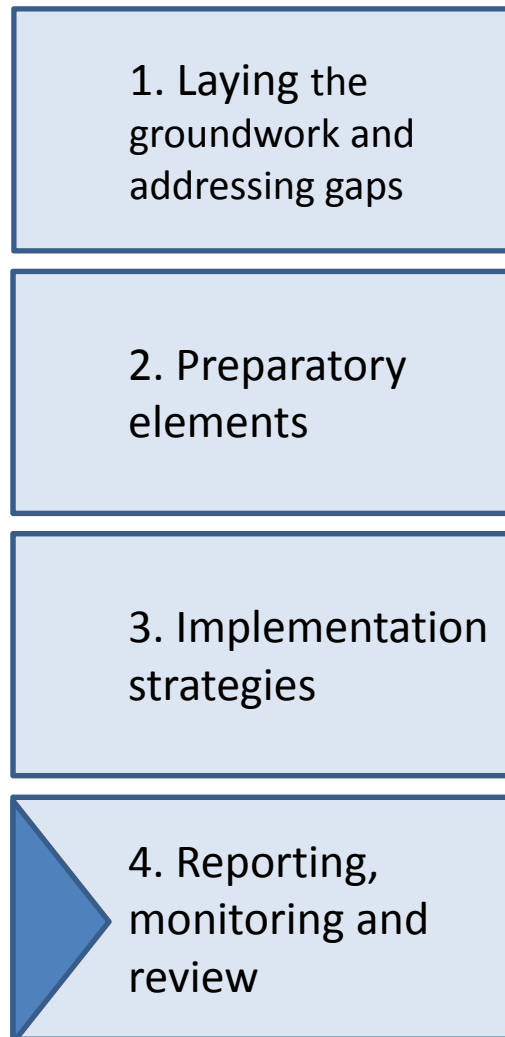 1. Laying the
groundwork and
addressing gaps
2. Preparatory
elements
3. Implementation
strategies
4. Reporting,
monitoring and
review